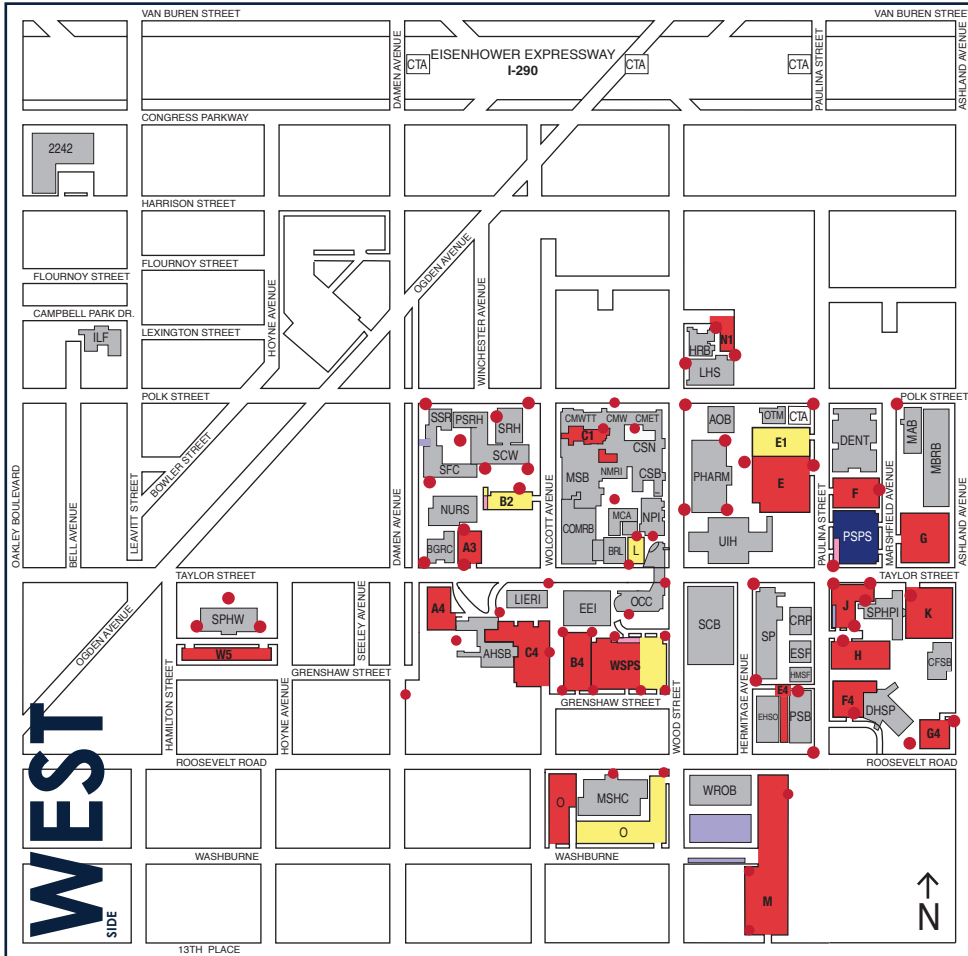 VAN BUREN STREET
VAN BUREN STREET
DAMEN AVENUE
EISENHOWER EXPRESSWAY
I-290
CTA
CTA
CTA
PAULINA STREET
ASHLAND AVENUE
CONGRESS PARKWAY
2242
HARRISON STREET
FLOURNOY STREET
FLOURNOY STREET
CAMPBELL PARK DR.
LEXINGTON STREET
ILF
HOYNE AVENUE
OGDEN AVENUE
WINCHESTER AVENUE
N1
HRB
LHS
POLK STREET
POLK STREET
SSR
PSRH
SRH
SCW
SFC
CMWTT
CMW
CMET
C1
CSN
MSB
NMRI
CSB
AOB
OTM
CTA
E1
DENT
MAB
MBRB
PHARM
E
F
B2
NURS
MCA
NPI
COMRB
BRL
L
UIH
PSPS
G
BGRC
A3
OAKLEY BOULEVARD
BELL AVENUE
LEAVITT STREET
BOWLER STREET
DAMEN AVENUE
WOLCOTT AVENUE
PAULINA STREET
MARSHFIELD AVENUE
ASHLAND AVENUE
TAYLOR STREET
TAYLOR STREET
OGDEN AVENUE
SPHW
W5
SEELEY AVENUE
A4
LIERI
EEI
OCC
SCB
SP
CRP
ESF
HMSF
J
SPHPI
K
AHSB
C4
B4
WSPS
H
CFSB
GRENSHAW STREET
GRENSHAW STREET
HAMILTON STREET
HOYNE AVENUE
WOOD STREET
HERMITAGE AVENUE
E4
EHSO
PSB
F4
DHSP
G4
ROOSEVELT ROAD
ROOSEVELT ROAD
O
MSHC
O
WROB
WASHBURNE
WASHBURNE
M
13TH PLACE
WEST
SIDE
N